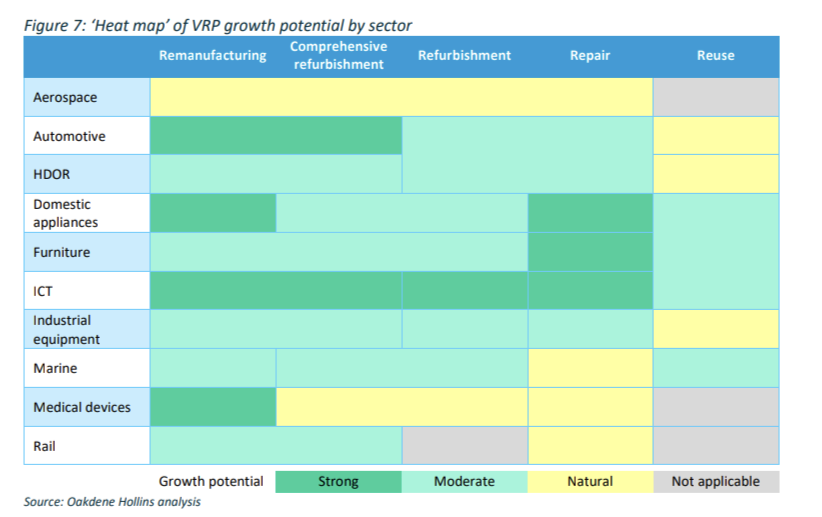 Figure 7: ‘Heat map’ of VRP growth potential by sector
Remanufacturing
Comprehensive
refurbishment
Refurbishment
Repair
Reuse
Aerospace
Automotive
HDOR
Domestic
appliances
Furniture
ICT
Industrial
equipment
Marine
Medical devices
Rail
Growth potential
Strong
Moderate
Natural
Not applicable
Source: Oakdene Hollins analysis